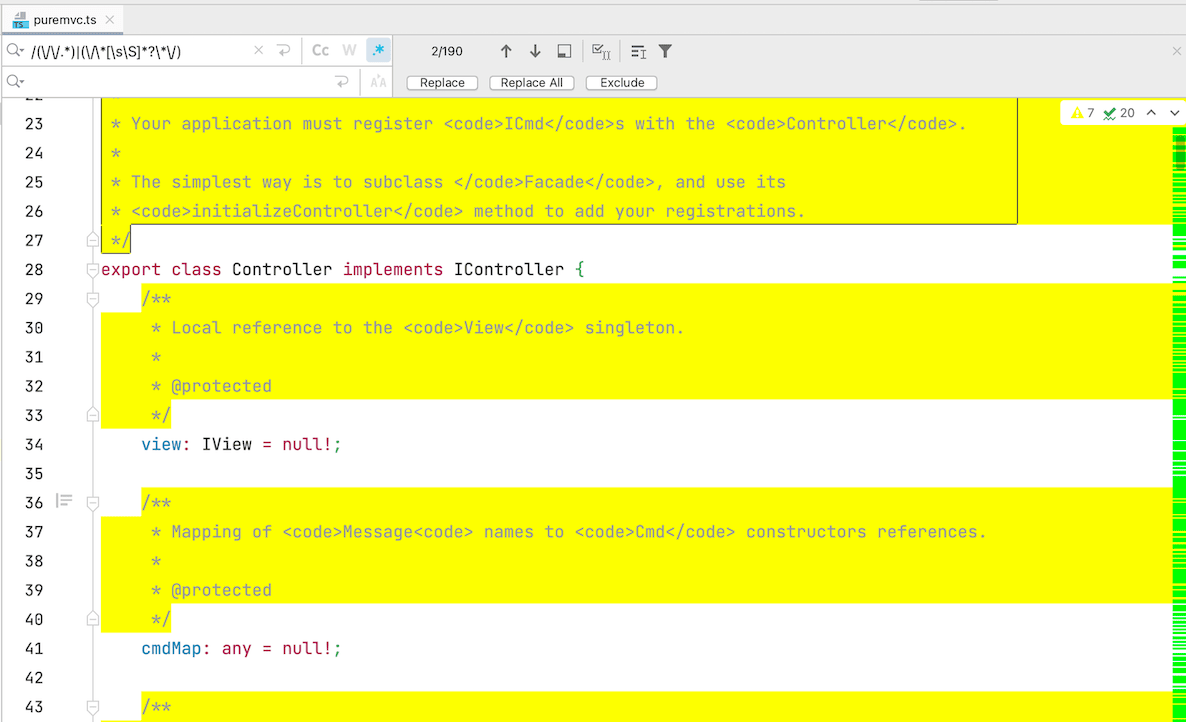 puremvc.ts
/(\/\/.*)|(\/\*[\s\S]*?\*\/)
Cc W .* 2/190
Replace Replace All Exclude
7 20
22 *
23 * Your application must register <code>ICmd</code>s with the <code>Controller</code>.
24 *
25 * The simplest way is to subclass </code>Facade</code>, and use its
26 * <code>initializeController</code> method to add your registrations.
27 */
28 export class Controller implements IController {
29 /**
30 * Local reference to the <code>View</code> singleton.
31 *
32 * @protected
33 */
34 view: IView = null!;
35
36 /**
37 * Mapping of <code>Message<code> names to <code>Cmd</code> constructors references.
38 *
39 * @protected
40 */
41 cmdMap: any = null!;
42
43 /**